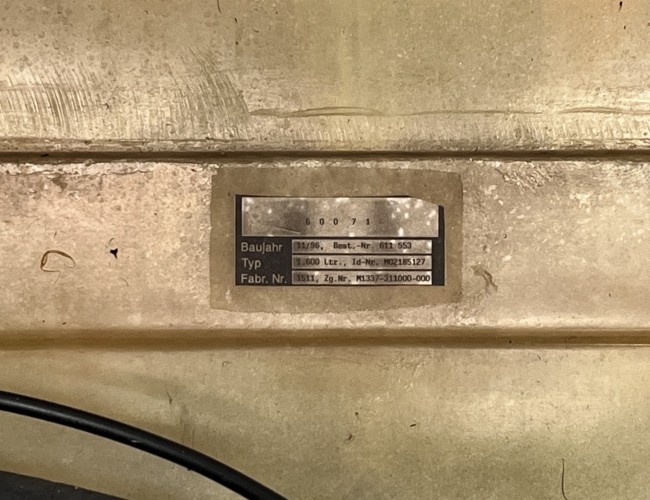 60071
Baujahr 11/96, Best.-Nr. 611 553
Typ 1.600 Ltr., Id-Nr. M02185127
Fabr. Nr. 1511, Zg.Nr. M1337-311000-000